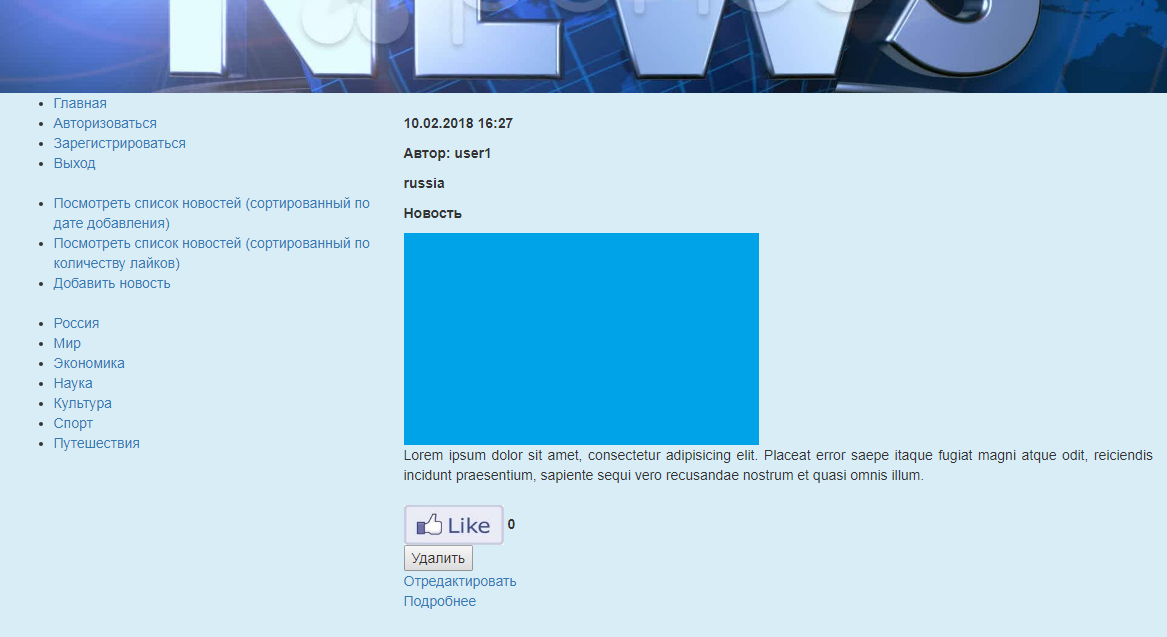 NEWS
Главная
Авторизоваться
Зарегистрироваться
Выход
Посмотреть список новостей (сортированный по
дате добавления)
Посмотреть список новостей (сортированный по
количеству лайков)
Добавить новость
Россия
Мир
Экономика
Наука
Культура
Спорт
Путешествия
10.02.2018 16:27
Автор: user1
russia
Новость
Lorem ipsum dolor sit amet, consectetur adipisicing elit. Placeat error saepe itaque fugiat magni atque odit, reiciendis
incidunt praesentium, sapiente sequi vero recusandae nostrum et quasi omnis illum.
Like 0
Удалить
Отредактировать
Подробнее